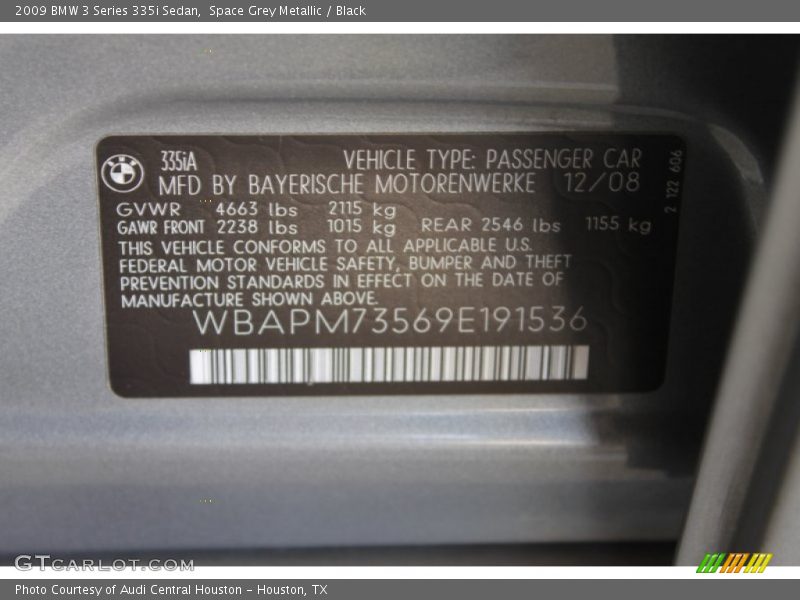 2009 BMW 3 Series 335i Sedan,  Space Grey Metallic / Black
BMW
335iA
VEHICLE TYPE: PASSENGER CAR
MFD BY BAYERISCHE MOTORENWERKE 12/08
2 122 606
GVWR 4663 lbs 2115 kg
GAWR FRONT 2238 lbs 1015 kg REAR 2546 lbs 1155 kg
THIS VEHICLE CONFORMS TO ALL APPLICABLE U.S.
FEDERAL MOTOR VEHICLE SAFETY, BUMPER AND THEFT
PREVENTION STANDARDS IN EFFECT ON THE DATE OF
MANUFACTURE SHOWN ABOVE.
WBAPM73569E191536
GTCARLOT.COM
Photo Courtesy of Audi Central Houston – Houston, TX